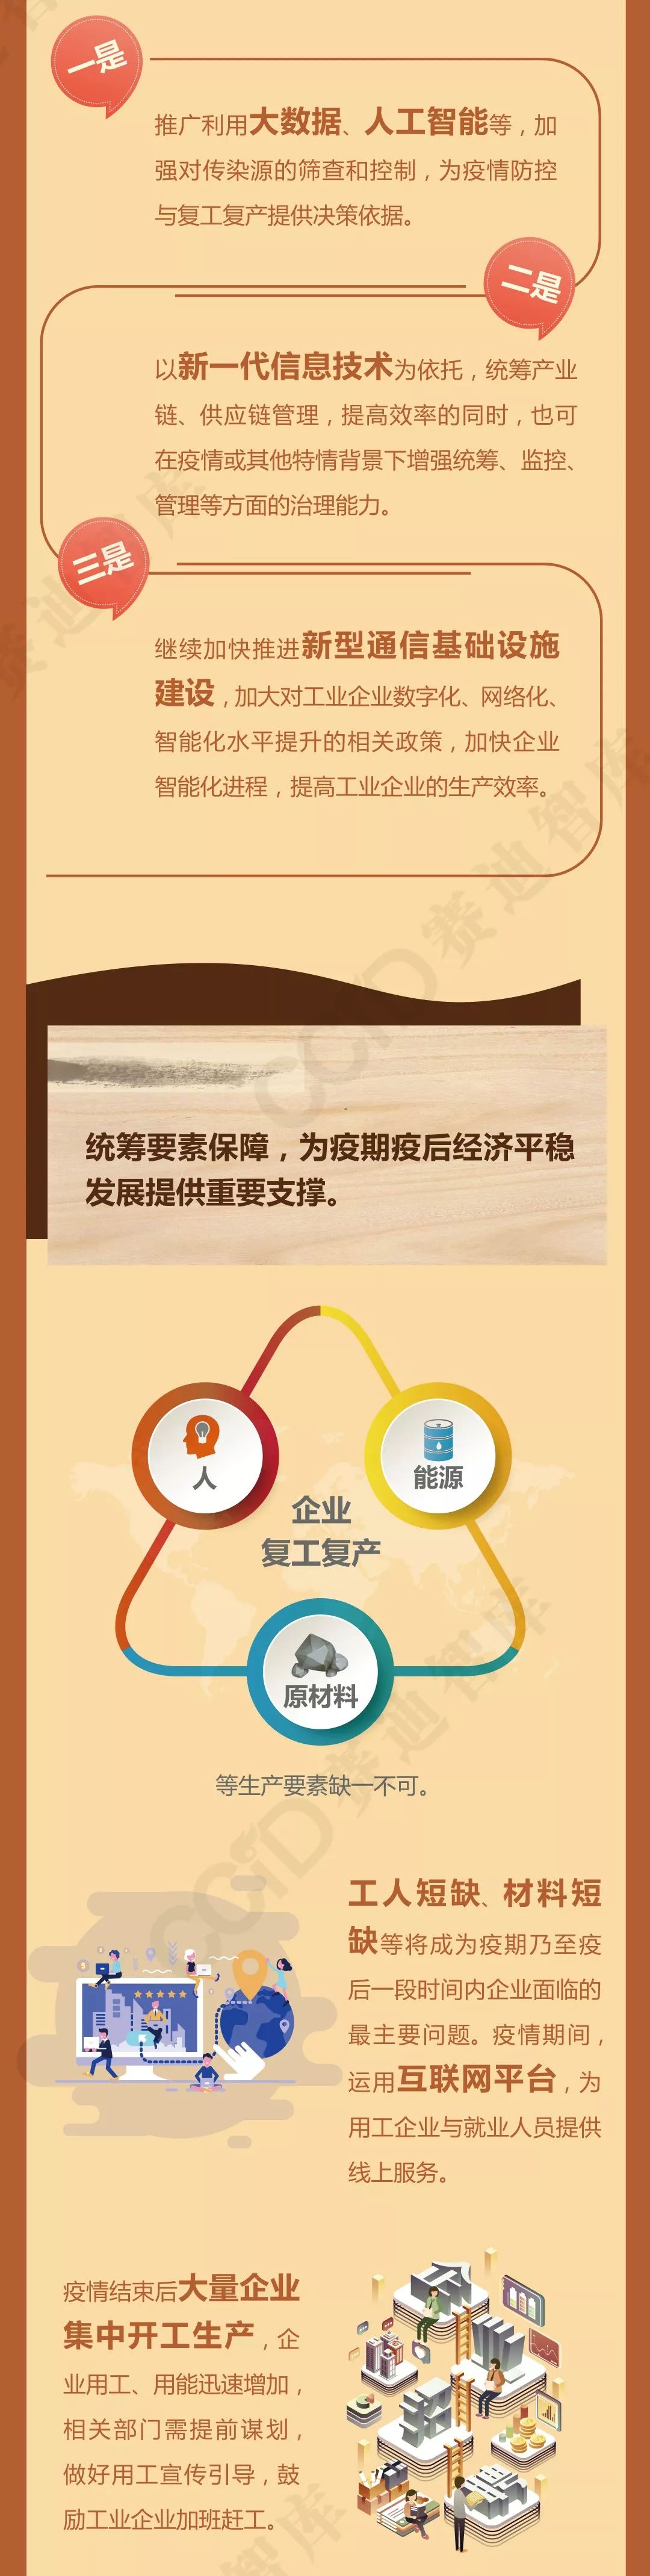 一是
推广利用大数据、人工智能等，加
强对传染源的筛查和控制，为疫情防控
与复工复产提供决策依据。
二是
以新一代信息技术为依托，统筹产业
链、供应链管理，提高效率的同时，也可
在疫情或其他特情背景下增强统筹、监控、
管理等方面的治理能力。
三是
继续加快推进新型通信基础设施
建设，加大对工业企业数字化、网络化、
智能化水平提升的相关政策，加快企业
智能化进程，提高工业企业的生产效率。
CCID赛迪智库
统筹要素保障，为疫期疫后经济平稳
发展提供重要支撑。
人
能源
企业
复工复产
原材料
等生产要素缺一不可。
CCID赛迪智库
工人短缺、材料短
缺等将成为疫期乃至疫
后一段时间内企业面临的
最主要问题。疫情期间，
运用互联网平台，为
用工企业与就业人员提供
线上服务。
疫情结束后大量企业
集中开工生产，企
业用工、用能迅速增加，
相关部门需提前谋划，
做好用工宣传引导，鼓
励工业企业加班赶工。